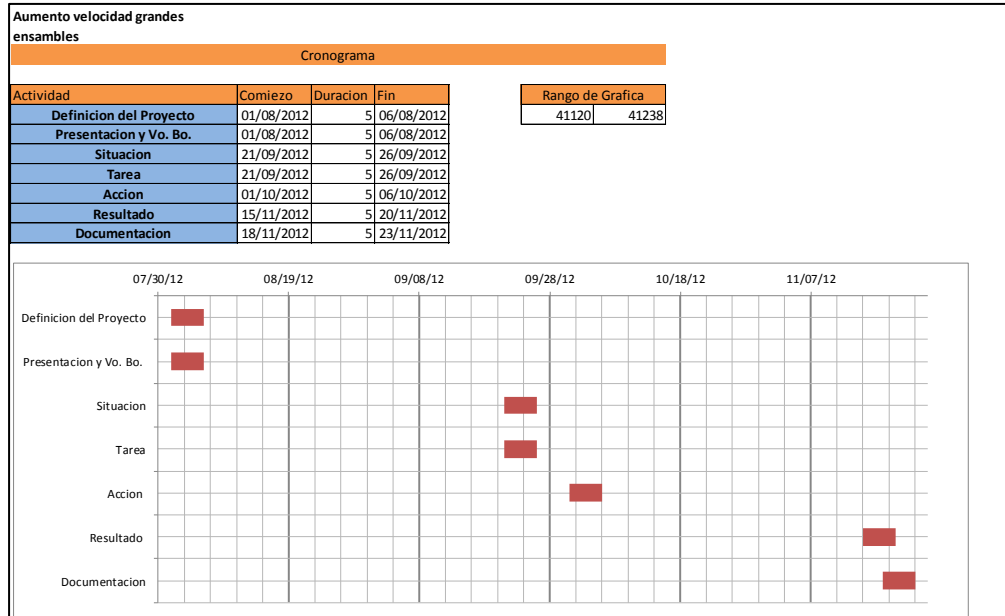 Aumento velocidad grandes
ensambles
Cronograma
Actividad Comiezo Duracion Fin
Definicion del Proyecto 01/08/2012 5 06/08/2012
Presentacion y Vo. Bo. 01/08/2012 5 06/08/2012
Situacion 21/09/2012 5 26/09/2012
Tarea 21/09/2012 5 26/09/2012
Accion 01/10/2012 5 06/10/2012
Resultado 15/11/2012 5 20/11/2012
Documentacion 18/11/2012 5 23/11/2012
Rango de Grafica
41120 41238
07/30/12 08/19/12 09/08/12 09/28/12 10/18/12 11/07/12
Definicion del Proyecto
Presentacion y Vo. Bo.
Situacion
Tarea
Accion
Resultado
Documentacion